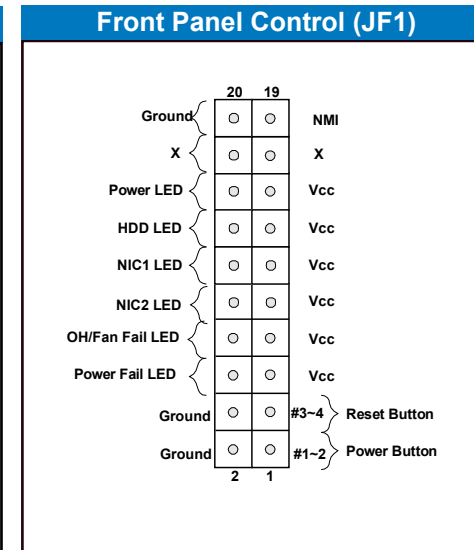 Front Panel Control (JF1)
20 19
Ground NMI
X X
Power LED Vcc
HDD LED Vcc
NIC1 LED Vcc
NIC2 LED Vcc
OH/Fan Fail LED Vcc
Power Fail LED Vcc
Ground #3~4 Reset Button
Ground #1~2 Power Button
2 1